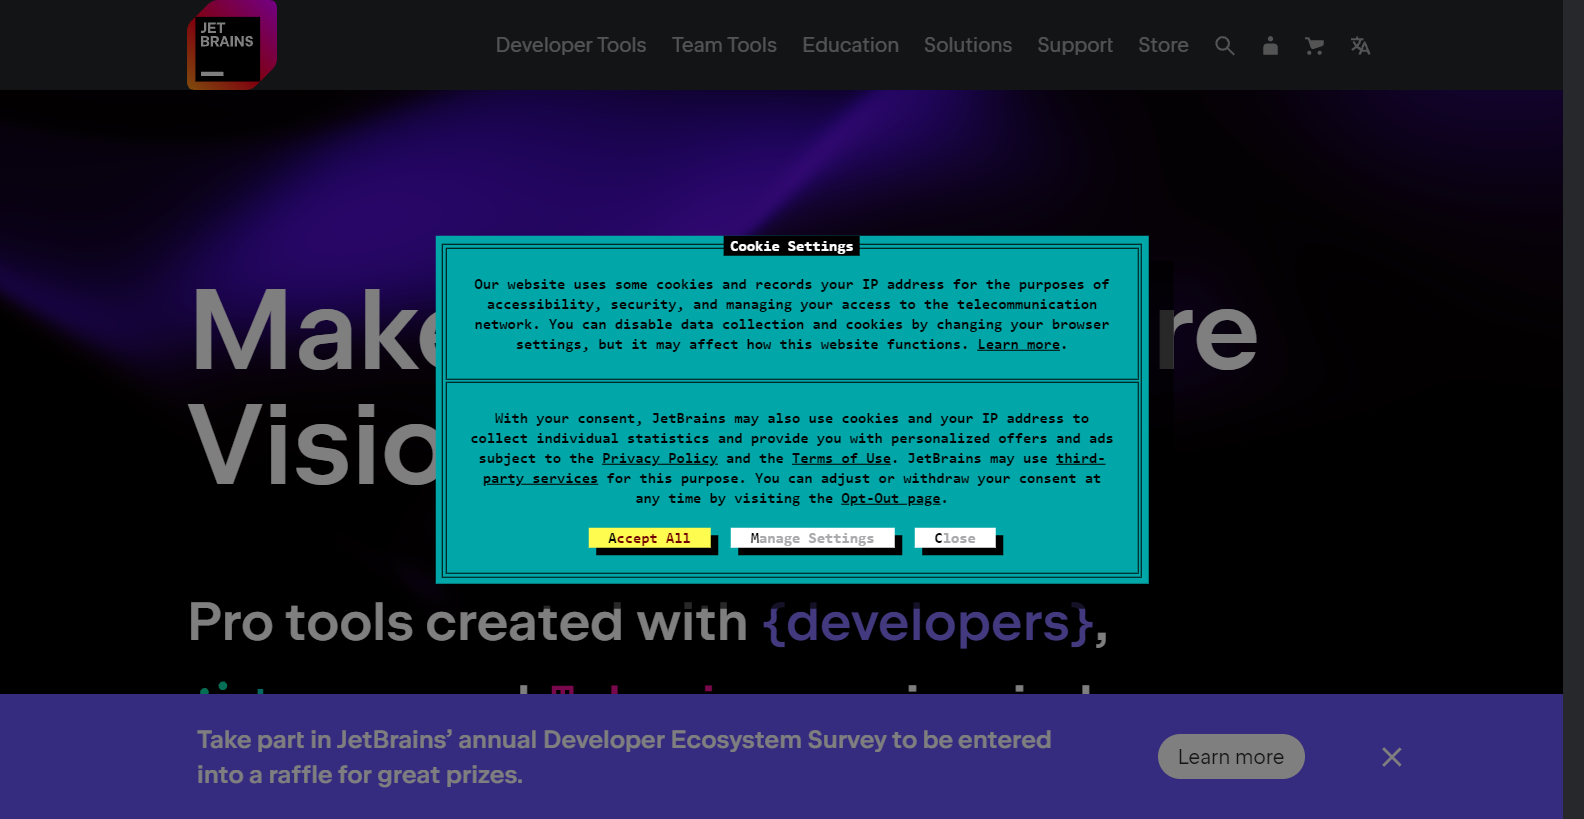 JET
BRAINS
Developer Tools Team Tools Education Solutions Support Store
Cookie Settings
Our website uses some cookies and records your IP address for the purposes of
accessibility, security, and managing your access to the telecommunication
network. You can disable data collection and cookies by changing your browser
settings, but it may affect how this website functions. Learn more.
With your consent, JetBrains may also use cookies and your IP address to
collect individual statistics and provide you with personalized offers and ads
subject to the Privacy Policy and the Terms of Use. JetBrains may use third-
party services for this purpose. You can adjust or withdraw your consent at
any time by visiting the Opt-Out page.
Accept All Manage Settings Close
Pro tools created with {developers},
Take part in JetBrains’ annual Developer Ecosystem Survey to be entered
into a raffle for great prizes.
Learn more